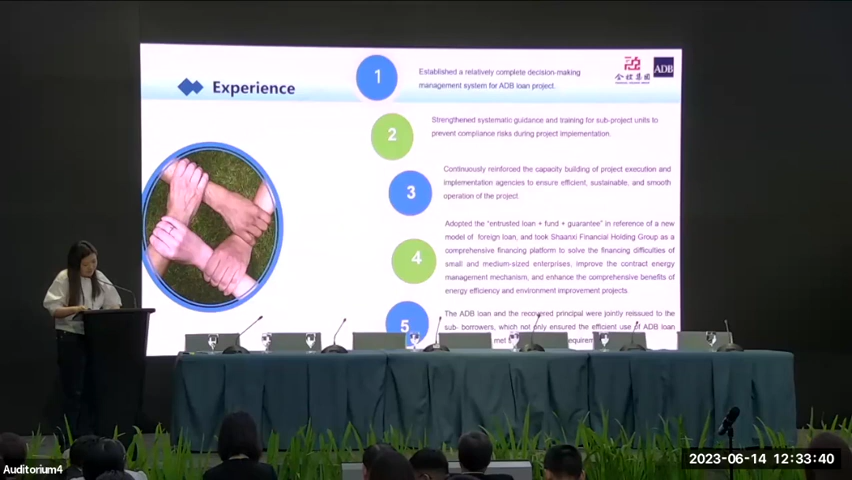 Experience
1
Established a relatively complete decision-making
management system for ADB loan project.
ADB
2
Strengthened systematic guidance and training for sub-project units to
prevent compliance risks during project implementation.
3
Continuously reinforced the capacity building of project execution and
implementation agencies to ensure efficient, sustainable, and smooth
operation of the project.
4
Adopted the "entrusted loan + fund + guarantee" in reference of a new
model of foreign loan, and took Shaanxi Financial Holding Group as a
comprehensive financing platform to solve the financing difficulties of
small and medium-sized enterprises, improve the contract energy
management mechanism, and enhance the comprehensive benefits of
energy efficiency and environment improvement projects.
5
The ADB loan and the recovered principal were jointly reissued to the
sub- borrowers, which not only ensured the efficient use of ADB loan
met
Auditorium4
2023-06-14 12:33:40